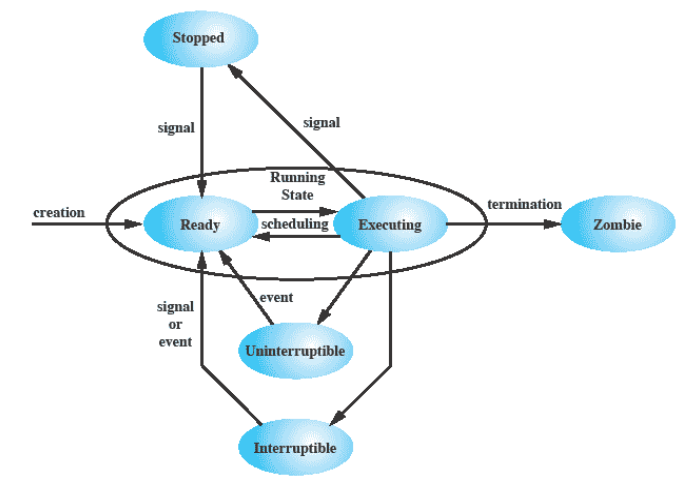 Stopped
signal
signal
Running
State
creation
Ready
scheduling
Executing
termination
Zombie
signal
or
event
event
Uninterruptible
Interruptible